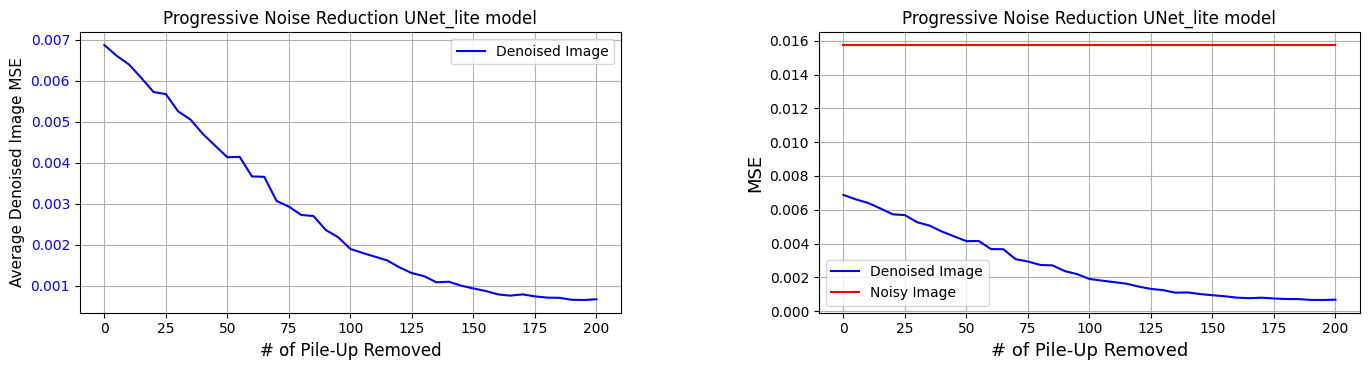 Progressive Noise Reduction UNet_lite model
Average Denoised Image MSE
0.007
0.006
0.005
0.004
0.003
0.002
0.001
Denoised Image
0 25 50 75 100 125 150 175 200
# of Pile-Up Removed
Progressive Noise Reduction UNet_lite model
MSE
0.016
0.014
0.012
0.010
0.008
0.006
0.004
0.002
0.000
Denoised Image
Noisy Image
0 25 50 75 100 125 150 175 200
# of Pile-Up Removed